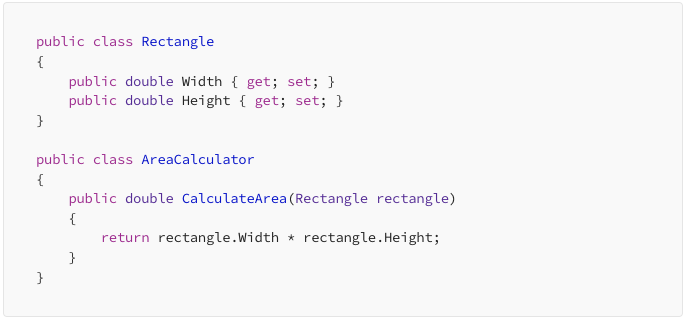 public class Rectangle
{
    public double Width { get; set; }
    public double Height { get; set; }
}

public class AreaCalculator
{
    public double CalculateArea(Rectangle rectangle)
    {
        return rectangle.Width * rectangle.Height;
    }
}